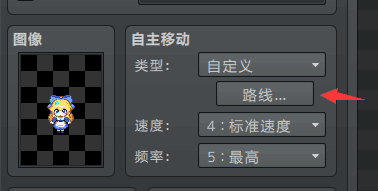 图像
自主移动
类型:
自定义
路线...
速度:
4 : 标准速度
频率:
5 : 最高